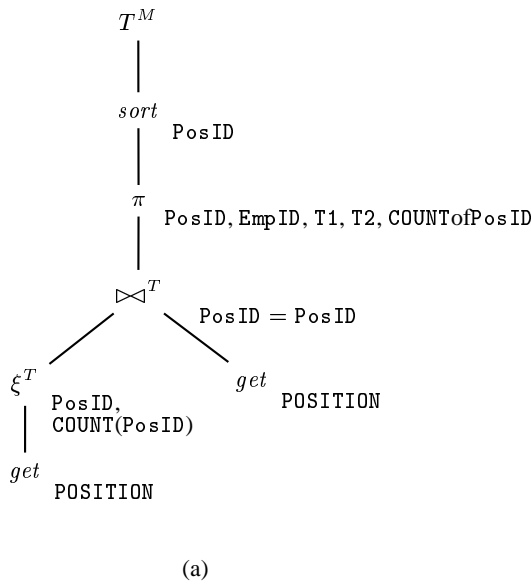 T^M
sort
PosID
π
PosID, EmpID, T1, T2, COUNTofPosID
⋈^T
PosID = PosID
ξ^T
PosID,
COUNT(PosID)
get
POSITION
get
POSITION
(a)